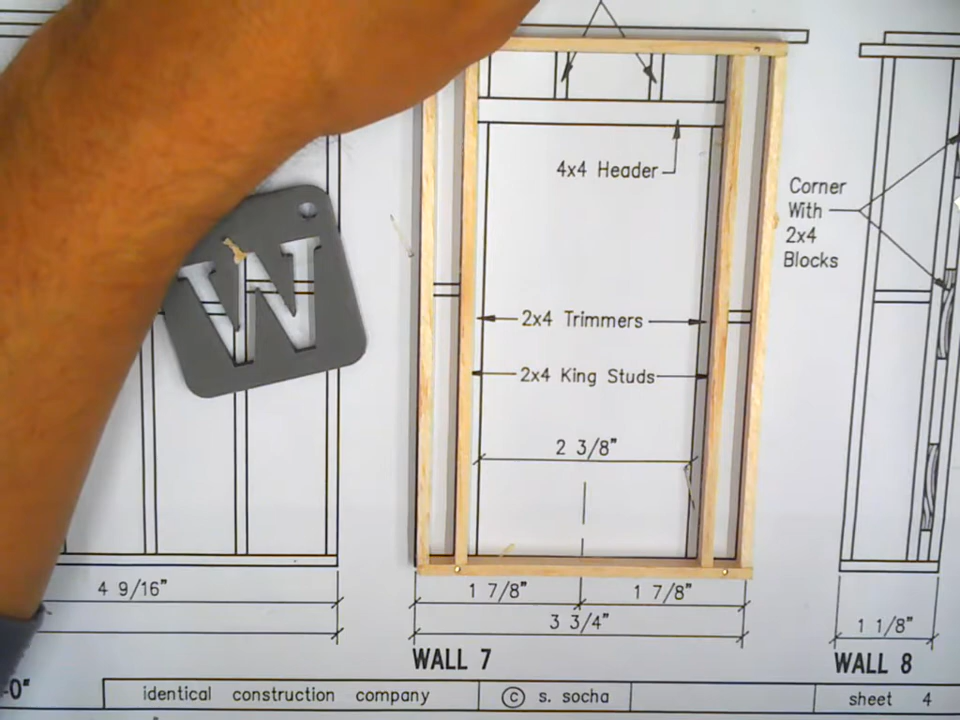 4x4 Header
Corner
With
2x4
Blocks
W
2x4 Trimmers
2x4 King Studs
2 3/8"
4 9/16"
1 7/8"
1 7/8"
3 3/4"
1 1/8"
WALL 7
WALL 8
-0"
identical construction company
© s. socha
sheet 4